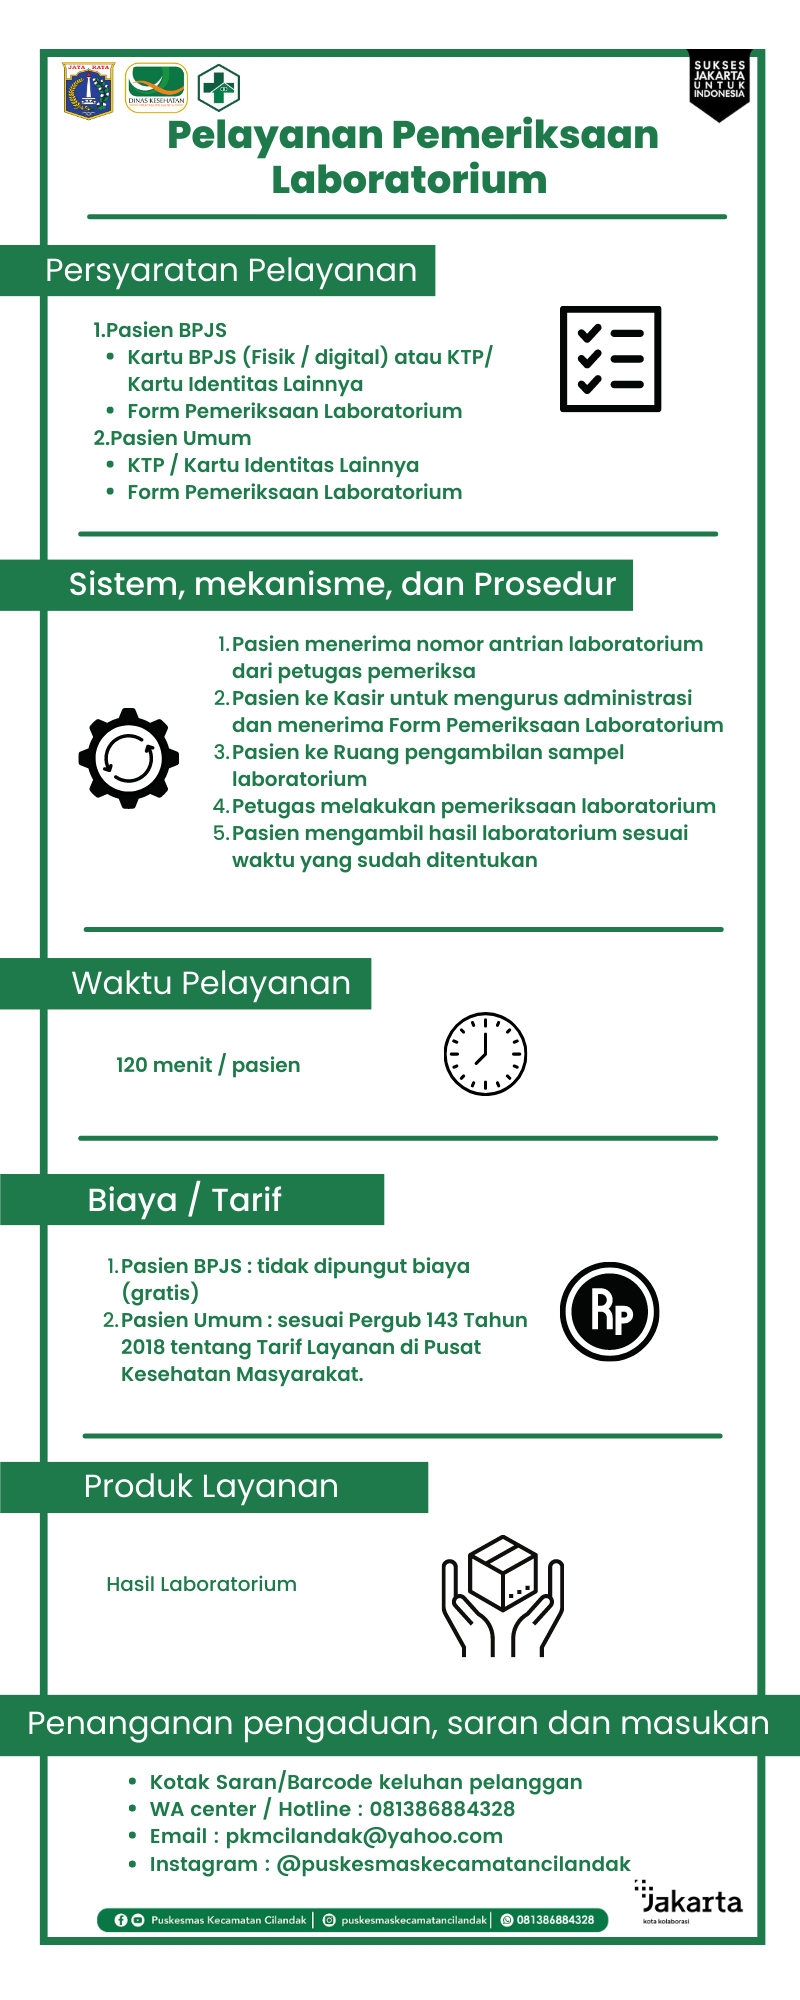 JAYA RAYA
DINAS KESEHATAN
SUKSES
JAKARTA
UNTUK
INDONESIA
Pelayanan Pemeriksaan
Laboratorium
Persyaratan Pelayanan
1.Pasien BPJS
• Kartu BPJS (Fisik / digital) atau KTP/
Kartu Identitas Lainnya
• Form Pemeriksaan Laboratorium
2.Pasien Umum
• KTP / Kartu Identitas Lainnya
• Form Pemeriksaan Laboratorium
Sistem, mekanisme, dan Prosedur
1. Pasien menerima nomor antrian laboratorium
dari petugas pemeriksa
2. Pasien ke Kasir untuk mengurus administrasi
dan menerima Form Pemeriksaan Laboratorium
3. Pasien ke Ruang pengambilan sampel
laboratorium
4. Petugas melakukan pemeriksaan laboratorium
5. Pasien mengambil hasil laboratorium sesuai
waktu yang sudah ditentukan
Waktu Pelayanan
120 menit / pasien
Biaya / Tarif
1. Pasien BPJS : tidak dipungut biaya
(gratis)
2. Pasien Umum : sesuai Pergub 143 Tahun
2018 tentang Tarif Layanan di Pusat
Kesehatan Masyarakat.
Rp
Produk Layanan
Hasil Laboratorium
Penanganan pengaduan, saran dan masukan
• Kotak Saran/Barcode keluhan pelanggan
• WA center / Hotline : 081386884328
• Email : pkmcilandak@yahoo.com
• Instagram : @puskesmaskecamatancilandak
Puskesmas Kecamatan Cilandak | puskesmaskecamatancilandak | 081386884328
Jakarta
kota kolaborasi